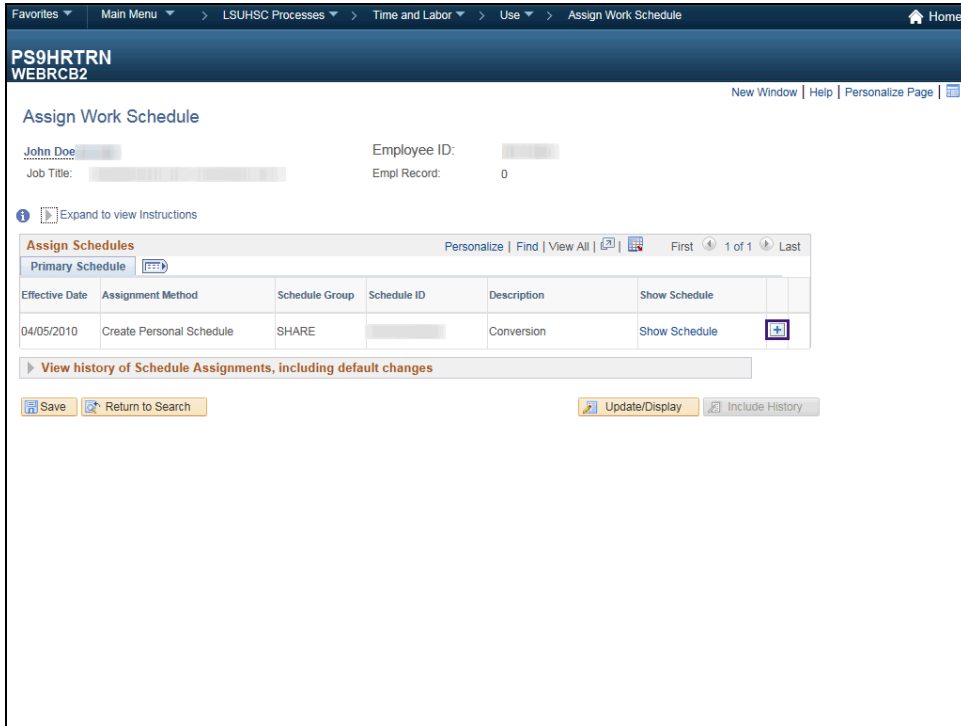 Favorites Main Menu > LSUHSC Processes > Time and Labor > Use > Assign Work Schedule Home
PS9HRTRN
WEBRCB2
New Window | Help | Personalize Page |
Assign Work Schedule
John Doe Employee ID:
Job Title: Empl Record: 0
Expand to view Instructions
Assign Schedules Personalize | Find | View All | | First 1 of 1 Last
Primary Schedule
Effective Date Assignment Method Schedule Group Schedule ID Description Show Schedule
04/05/2010 Create Personal Schedule SHARE Conversion Show Schedule
View history of Schedule Assignments, including default changes
Save Return to Search Update/Display Include History